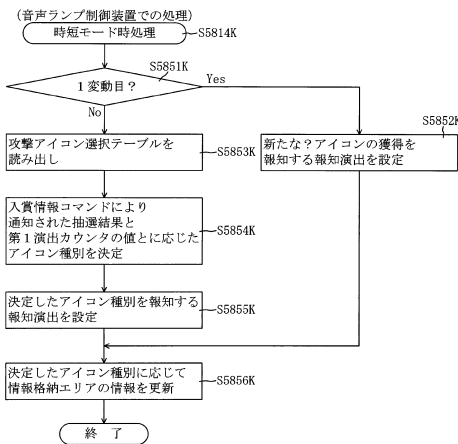 (音声ランプ制御装置での処理)
時短モード時処理
S5814K
S5851K
1変動目?
Yes
No
S5852K
新たな?アイコンの獲得を
報知する報知演出を設定
攻撃アイコン選択テーブルを
読み出し
S5853K
入賞情報コマンドにより
通知された抽選結果と
第1演出カウンタの値とに応じた
アイコン種別を決定
S5854K
決定したアイコン種別を報知する
報知演出を設定
S5855K
決定したアイコン種別に応じて
情報格納エリアの情報を更新
S5856K
終了